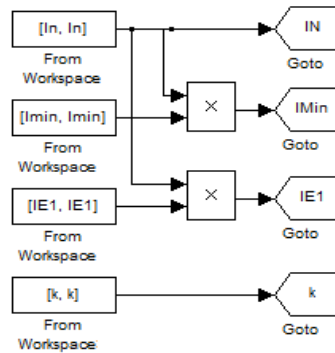 [In, In]
IN
From
Workspace
Goto
[Imin, Imin]
×
IMin
From
Workspace
Goto
[IE1, IE1]
×
IE1
From
Workspace
Goto
[k, k]
k
From
Workspace
Goto